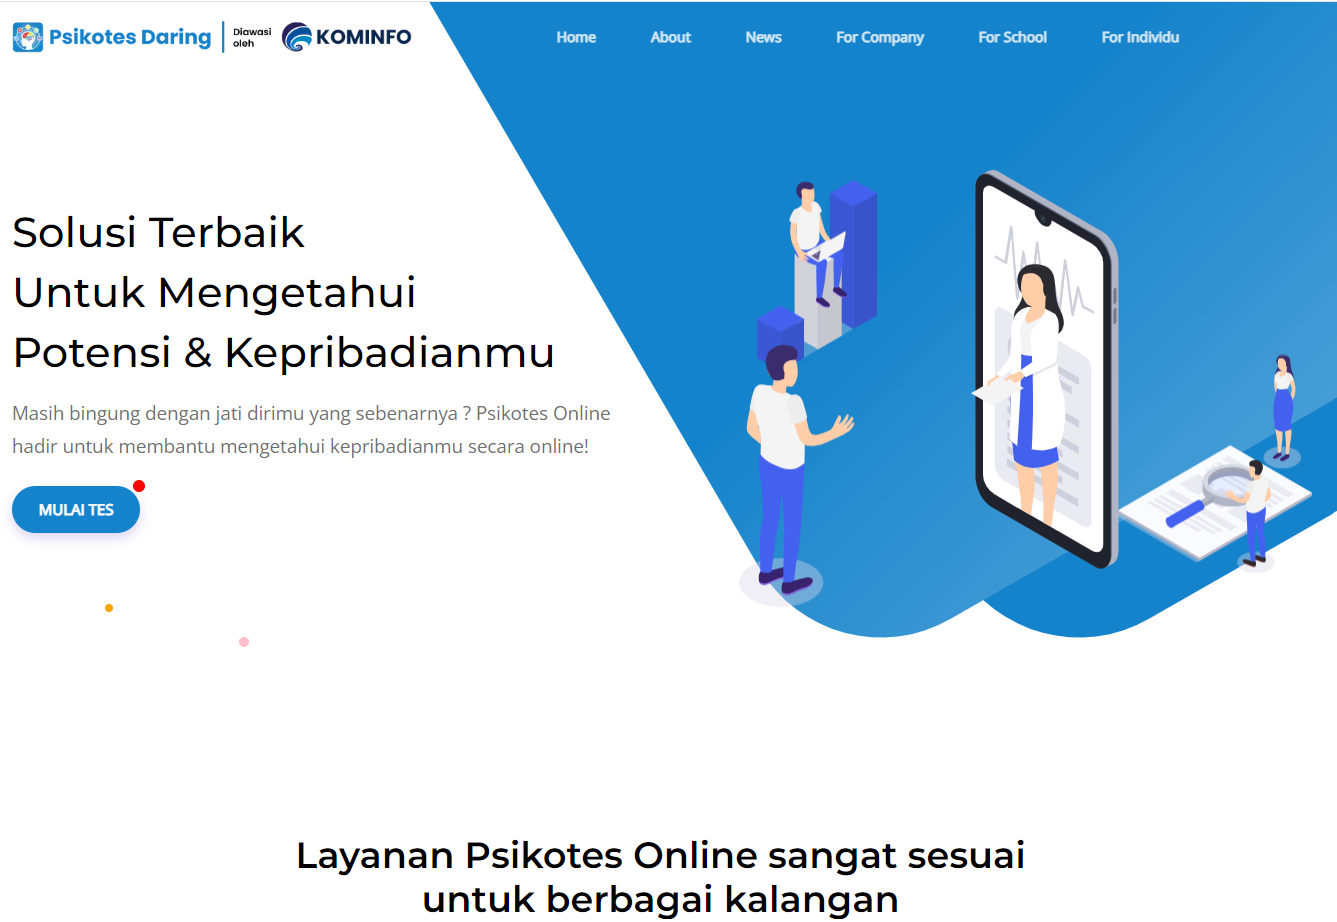 Psikotes Daring
Diawasi
oleh
KOMINFO
Home
About
News
For Company
For School
For Individu
Solusi Terbaik
Untuk Mengetahui
Potensi & Kepribadianmu
Masih bingung dengan jati dirimu yang sebenarnya ? Psikotes Online
hadir untuk membantu mengetahui kepribadianmu secara online!
MULAI TES
Layanan Psikotes Online sangat sesuai
untuk berbagai kalangan